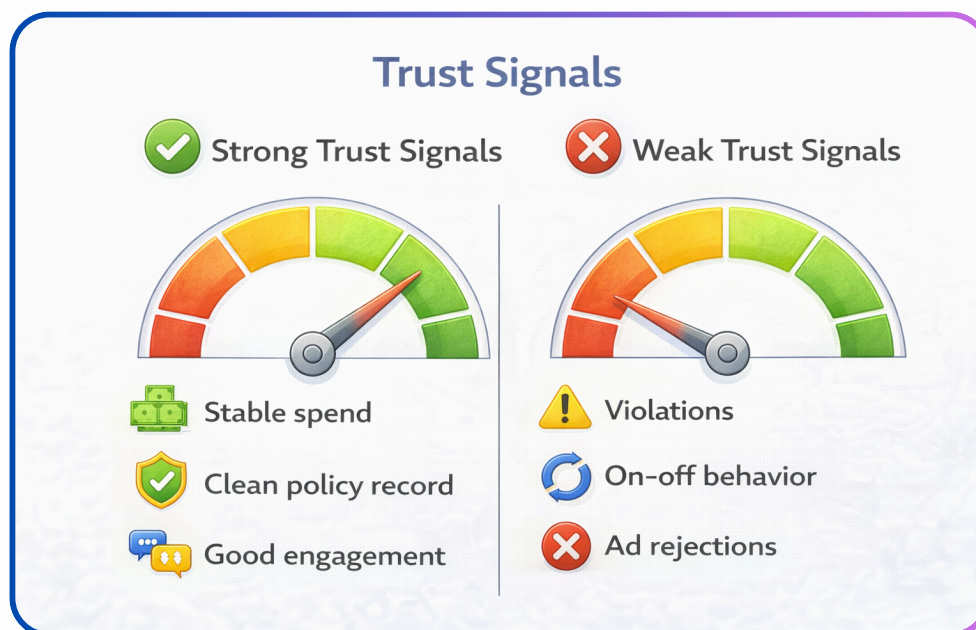 Trust Signals
Strong Trust Signals
Weak Trust Signals
Stable spend
Clean policy record
Good engagement
Violations
On-off behavior
Ad rejections